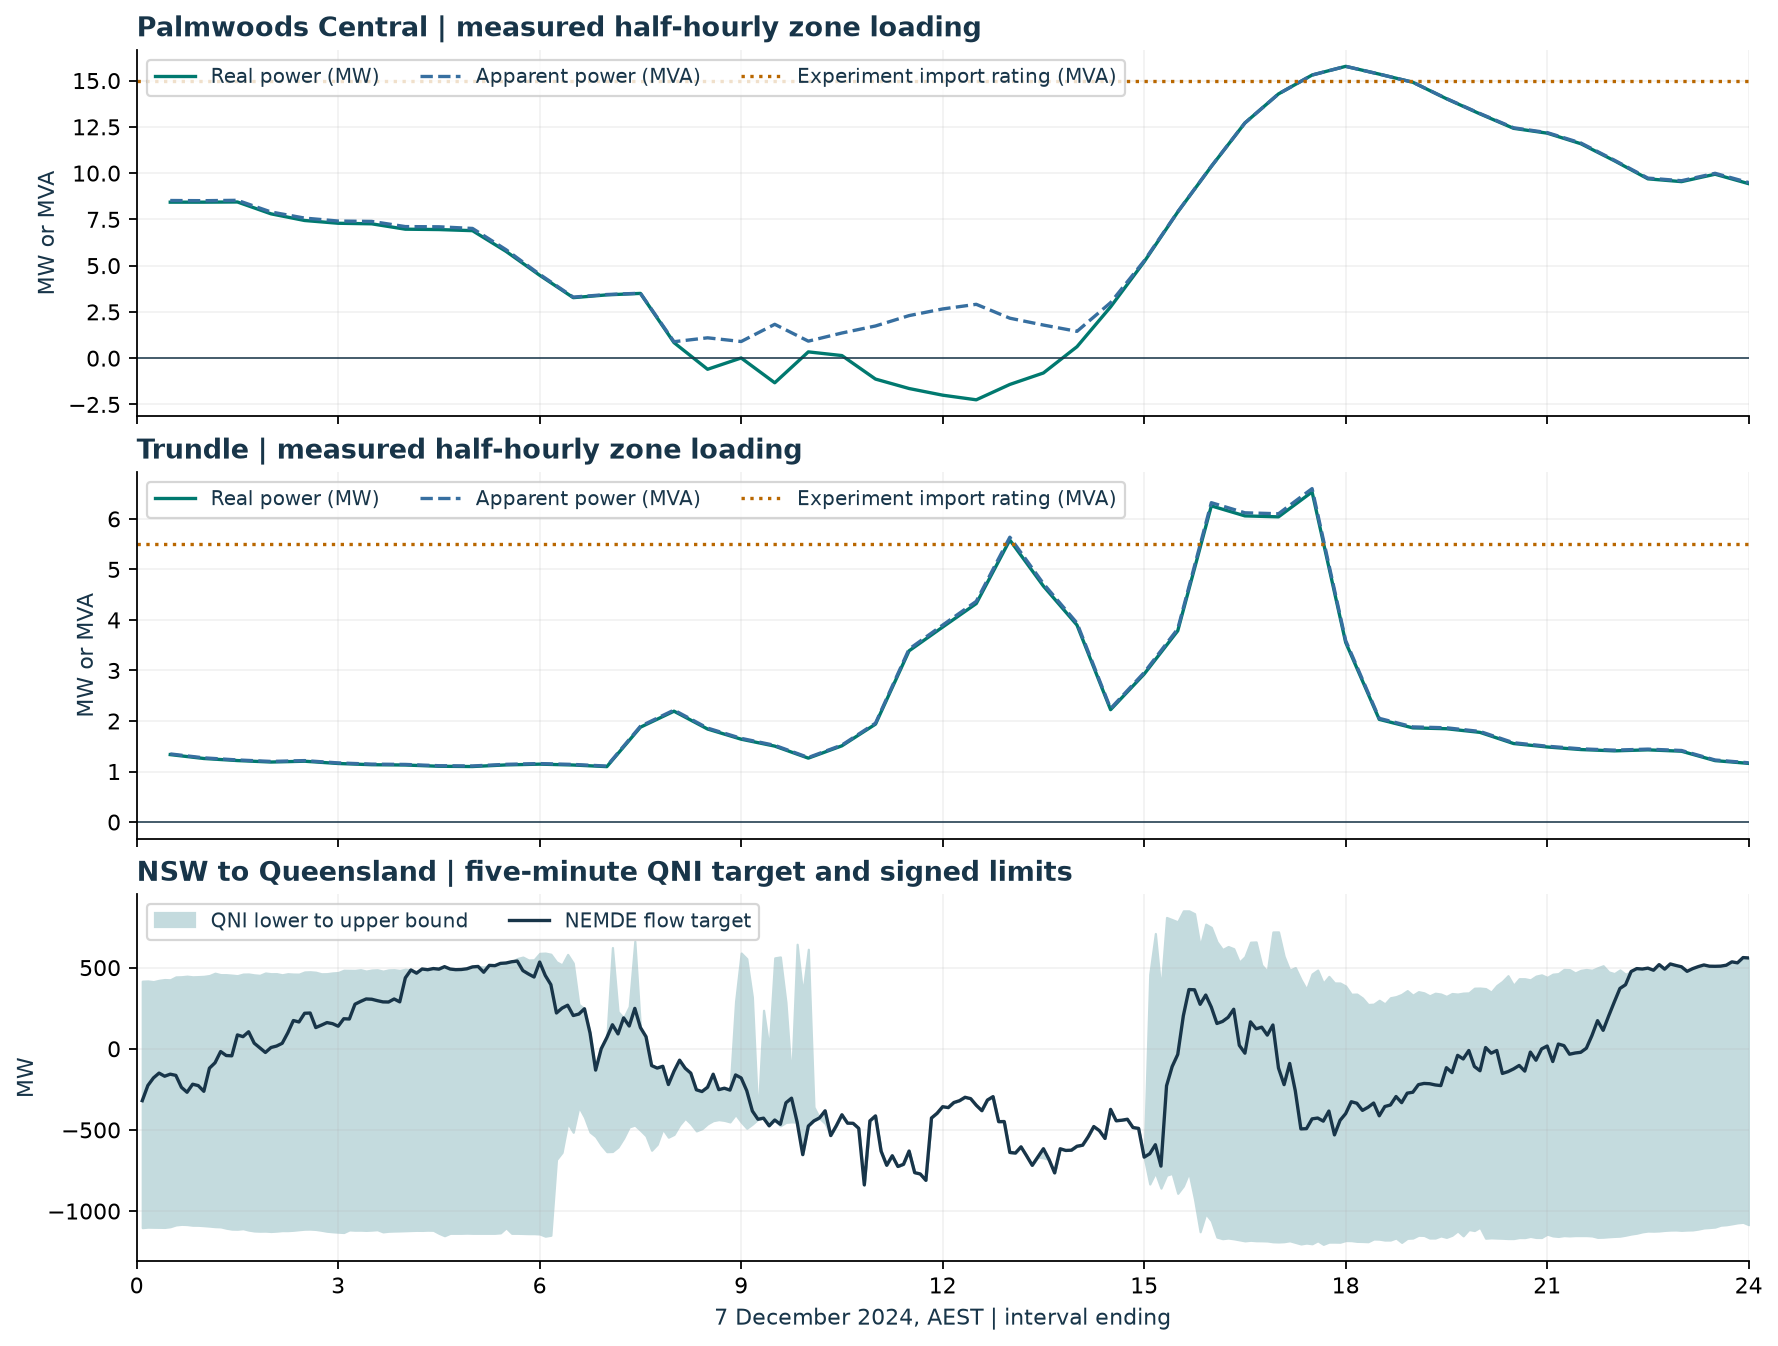 Palmwoods Central | measured half-hourly zone loading
Real power (MW) Apparent power (MVA) Experiment import rating (MVA)
MW or MVA
15.0
12.5
10.0
7.5
5.0
2.5
0.0
−2.5
Trundle | measured half-hourly zone loading
Real power (MW) Apparent power (MVA) Experiment import rating (MVA)
MW or MVA
6
5
4
3
2
1
0
NSW to Queensland | five-minute QNI target and signed limits
QNI lower to upper bound NEMDE flow target
MW
500
0
−500
−1000
0 3 6 9 12 15 18 21 24
7 December 2024, AEST | interval ending